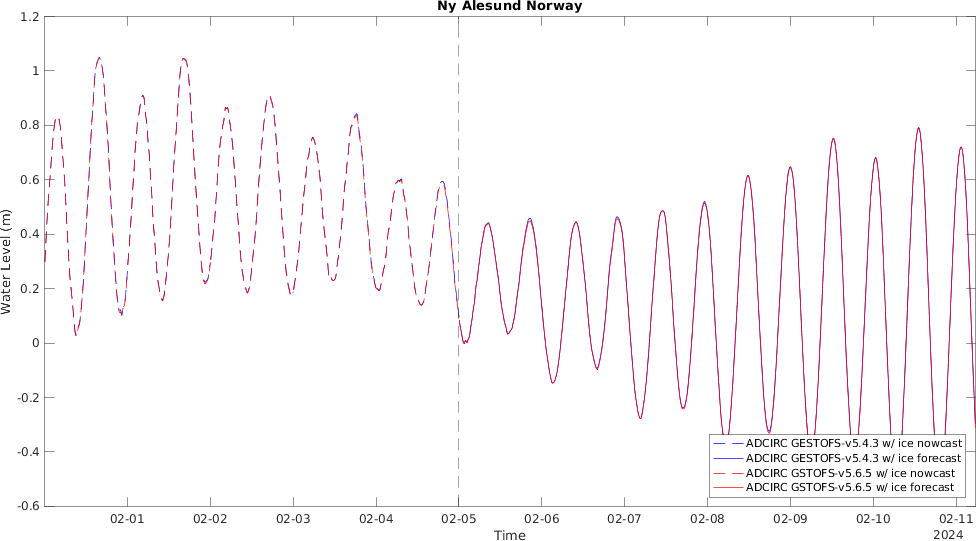 Ny Alesund Norway
1.2
1
0.8
0.6
0.4
0.2
0
-0.2
-0.4
-0.6
Water Level (m)
ADCIRC GESTOFS-v5.4.3 w/ ice nowcast
ADCIRC GESTOFS-v5.4.3 w/ ice forecast
ADCIRC GSTOFS-v5.6.5 w/ ice nowcast
ADCIRC GSTOFS-v5.6.5 w/ ice forecast
02-01 02-02 02-03 02-04 02-05 02-06 02-07 02-08 02-09 02-10 02-11
Time
2024